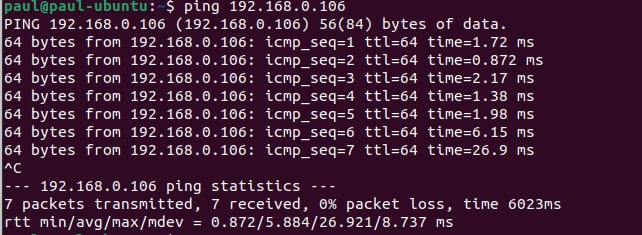 paul@paul-ubuntu:~$ ping 192.168.0.106
PING 192.168.0.106 (192.168.0.106) 56(84) bytes of data.
64 bytes from 192.168.0.106: icmp_seq=1 ttl=64 time=1.72 ms
64 bytes from 192.168.0.106: icmp_seq=2 ttl=64 time=0.872 ms
64 bytes from 192.168.0.106: icmp_seq=3 ttl=64 time=2.17 ms
64 bytes from 192.168.0.106: icmp_seq=4 ttl=64 time=1.38 ms
64 bytes from 192.168.0.106: icmp_seq=5 ttl=64 time=1.98 ms
64 bytes from 192.168.0.106: icmp_seq=6 ttl=64 time=6.15 ms
64 bytes from 192.168.0.106: icmp_seq=7 ttl=64 time=26.9 ms
^C
--- 192.168.0.106 ping statistics ---
7 packets transmitted, 7 received, 0% packet loss, time 6023ms
rtt min/avg/max/mdev = 0.872/5.884/26.921/8.737 ms